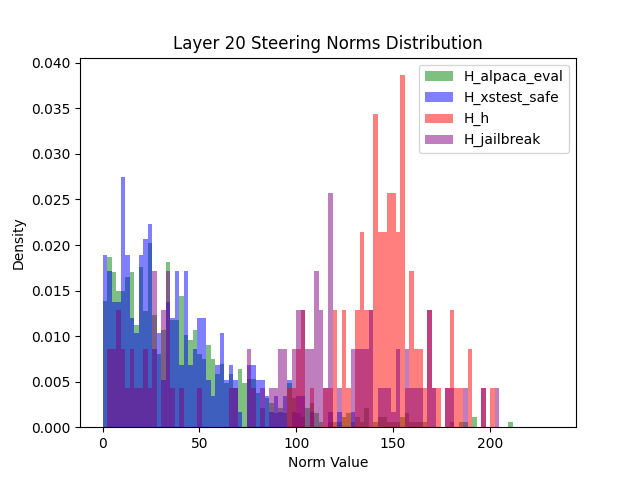 Layer 20 Steering Norms Distribution
0.040
0.035
0.030
0.025
0.020
0.015
0.010
0.005
0.000
Density
H_alpaca_eval
H_xstest_safe
H_h
H_jailbreak
0
50
100
150
200
Norm Value